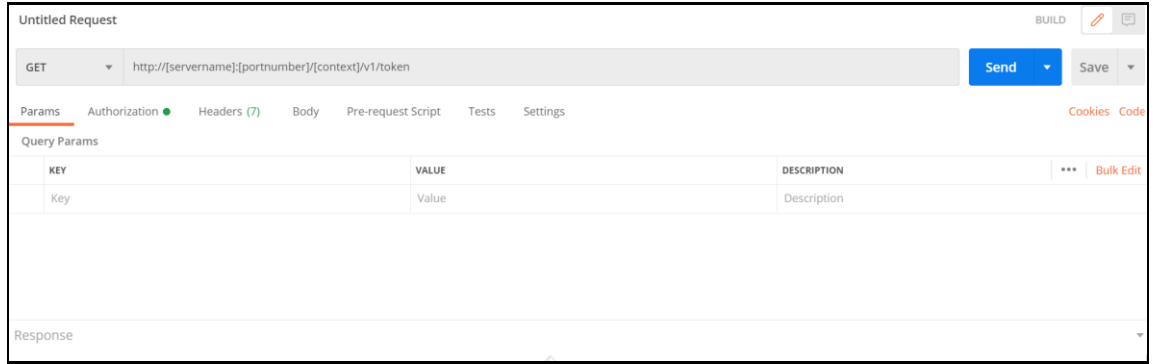 Untitled Request BUILD
GET http://[servername]:[portnumber]/[context]/v1/token Send Save
Params Authorization Headers (7) Body Pre-request Script Tests Settings Cookies Code
Query Params
KEY VALUE DESCRIPTION ••• Bulk Edit
Key Value Description
Response